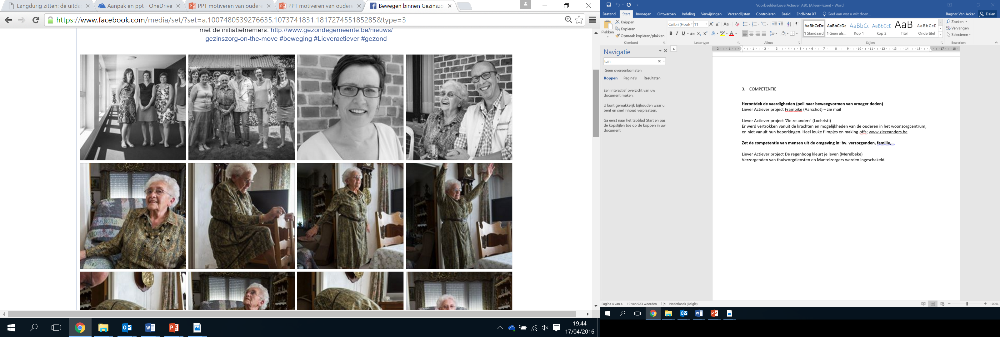 Langdurig zitten: dé uitda
Aanpak en ppt - OneDrive
PPT motiveren van oudere
PPT motiveren van oudere
Bewegen binnen Gezinszo
https://www.facebook.com/media/set/?set=a.1007480539276635.1073741831.181727455185285&type=3
met de initiatiefnemers: http://www.gezondegemeente.be/nieuws/
gezinszorg-on-the-move #beweging #Lieveractiever #gezond
19:44
17/04/2016
VoorbeeldenLieverActiever_ABC [Alleen-lezen] - Word
Bestand Start Invoegen Ontwerpen Indeling Verwijzingen Verzendlijsten Controleren Beeld EndNote X7 Geef aan wat u wilt doen... Ragnar Van Acker Delen
Plakken
Knippen
Kopiëren
Opmaak kopiëren/plakken
Klembord
Calibri (Hoof 11
Lettertype
Alinea
AaBbCcDc AaBbCcDc AaBbCc AaBbCcE AaB AaBbCcD
¶ Standaard ¶ Geen afs... Kop 1 Kop 2 Titel Ondertitel
Stijlen
Zoeken
Vervangen
Selecteren
Bewerken
Navigatie
tuin
Geen overeenkomsten
Koppen Pagina's Resultaten
Een interactief overzicht van uw
document maken.
U kunt gemakkelijk bijhouden waar u
bent en snel inhoud verplaatsen.
Ga eerst naar het tabblad Start en pas
de kopstijlen toe op de koppen in uw
document.
3. COMPETENTIE
Herontdek de vaardigheden (peil naar beweegvormen van vroeger deden)
Liever Actiever project Frambike (Aarschot) – zie mail
Liever Actiever project ‘Zie ze anders’ (Lochristi)
Er werd vertrokken vanuit de krachten en mogelijkheden van de ouderen in het woonzorgcentrum,
en niet vanuit hun beperkingen. Heel leuke filmpjes en making-offs; www.ziezeanders.be
Zet de competentie van mensen uit de omgeving in: bv. verzorgenden, familie,...
Liever Actiever project De regenboog kleurt je leven (Merelbeke)
Verzorgenden van thuiszorgdiensten en Mantelzorgers werden ingeschakeld.
Pagina 4 van 4 19 van 923 woorden Nederlands (België) 100%